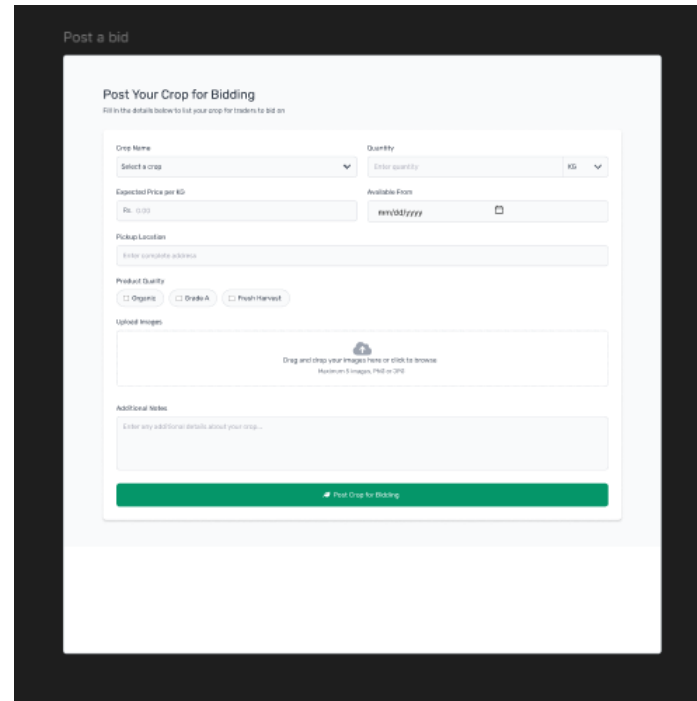 Post a bid
Post Your Crop for Bidding
Fill in the details below to list your crop for traders to bid on
Crop Name
Quantity
Select a crop
Enter quantity
KG
Expected Price per KG
Available From
Rs. 0.00
mm/dd/yyyy
Pickup Location
Enter complete address
Product Quality
Organic
Grade A
Fresh Harvest
Upload Images
Drag and drop your images here or click to browse
Maximum 5 images, PNG or JPG
Additional Notes
Enter any additional details about your crop...
Post Crop for Bidding